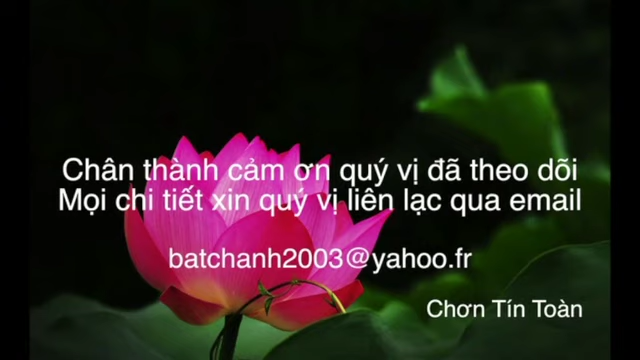 Chân thành cảm ơn quý vị đã theo dõi
Mọi chi tiết xin quý vị liên lạc qua email
batchanh2003@yahoo.fr
Chơn Tín Toàn